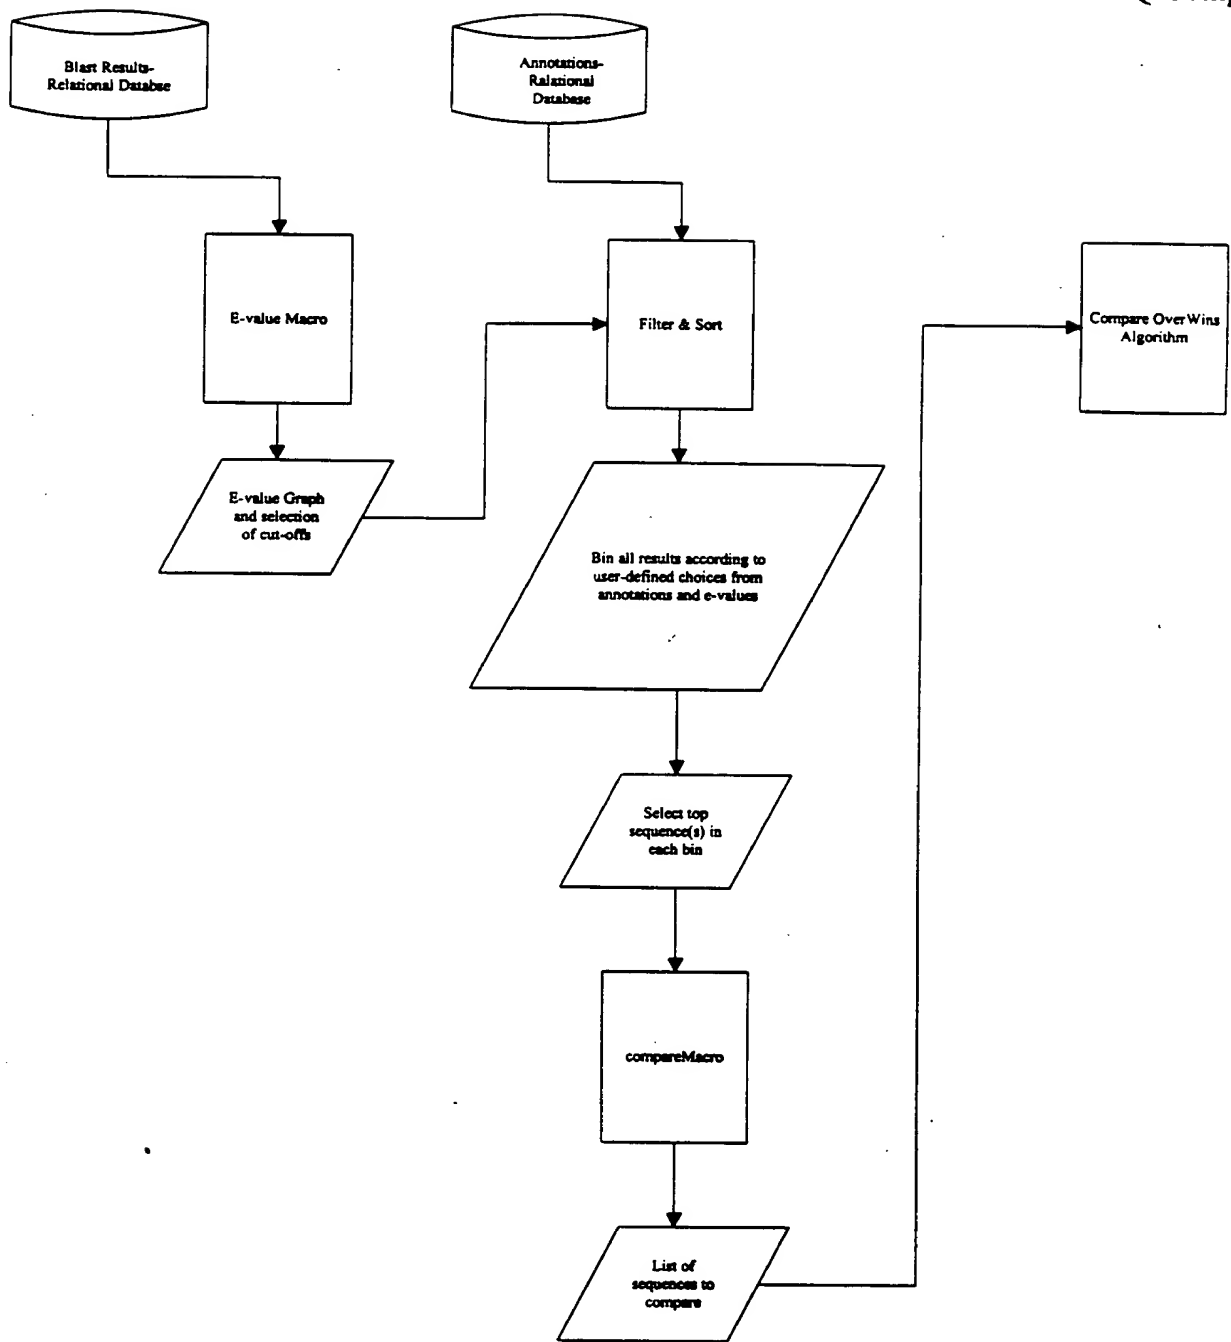 Blast Results-
Relational Databse
Annotations-
Ralational
Database
E-value Macro
Filter & Sort
Compare OverWins
Algorithm
E-value Graph
and selection
of cut-offs
Bin all results according to
user-defined choices from
annotations and e-values
Select top
sequence(s) in
each bin
compareMacro
List of
sequences to
compare